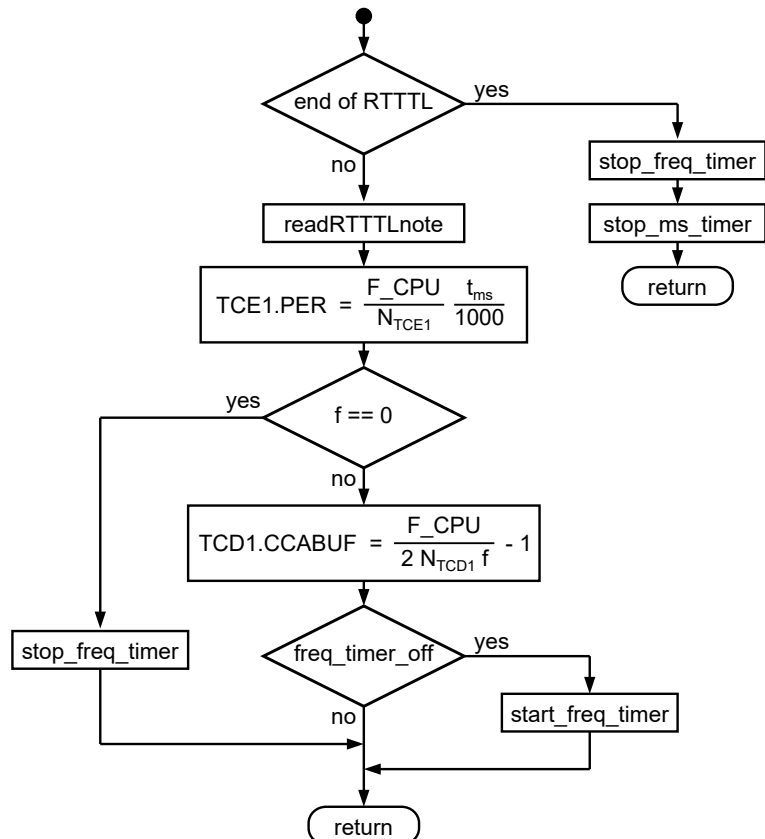 end of RTTTL
yes
no
stop_freq_timer
readRTTTLnote
stop_ms_timer
return
TCE1.PER = F_CPU / N_TCE1 t_ms / 1000
yes
f == 0
no
TCD1.CCABUF = F_CPU / 2 N_TCD1 f - 1
stop_freq_timer
freq_timer_off
yes
no
start_freq_timer
return